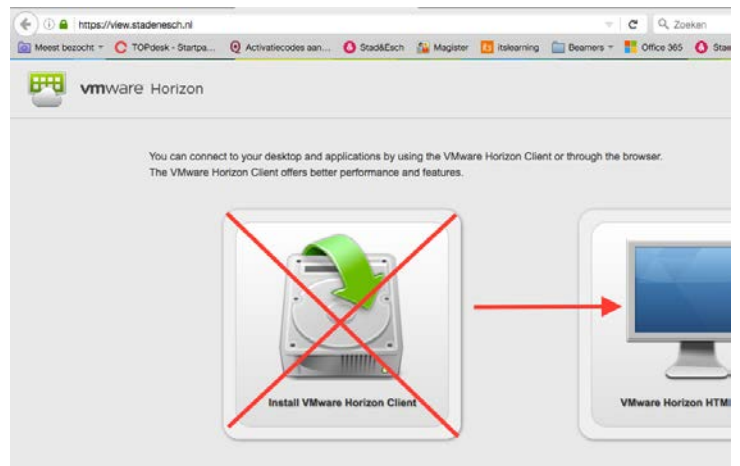 https://view.stadenesch.nl
Zoeken
Meest bezocht
TOPdesk - Startpa...
Activatiecodes aan...
Stad&Esch
Magister
itslearning
Beamers
Office 365
vmware Horizon
You can connect to your desktop and applications by using the VMware Horizon Client or through the browser.
The VMware Horizon Client offers better performance and features.
Install VMware Horizon Client
VMware Horizon HTM